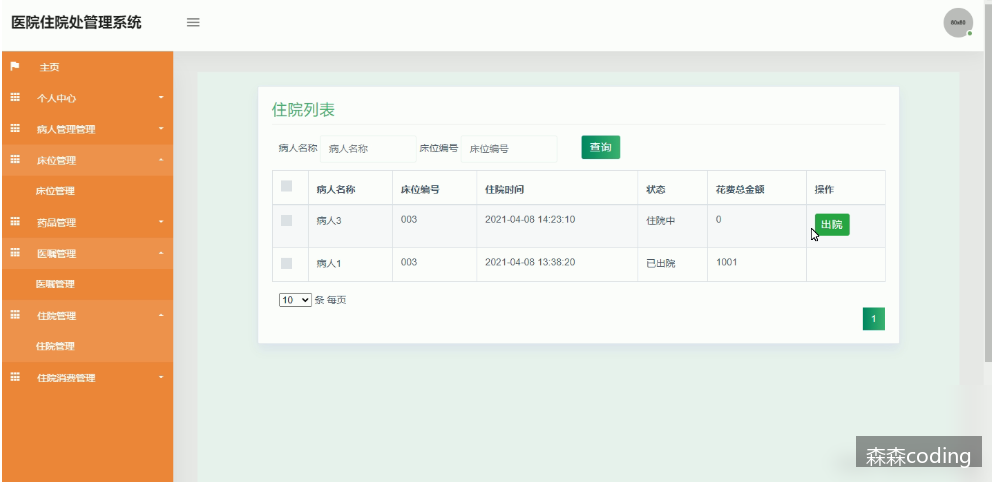 医院住院处管理系统
60x60
主页
个人中心
病人管理管理
床位管理
床位管理
药品管理
医嘱管理
医嘱管理
住院管理
住院管理
住院消费管理
住院列表
病人名称 病人名称 床位编号 床位编号 查询
病人名称 床位编号 住院时间 状态 花费总金额 操作
病人3 003 2021-04-08 14:23:10 住院中 0 出院
病人1 003 2021-04-08 13:38:20 已出院 1001
10 条 每页
1
森森coding